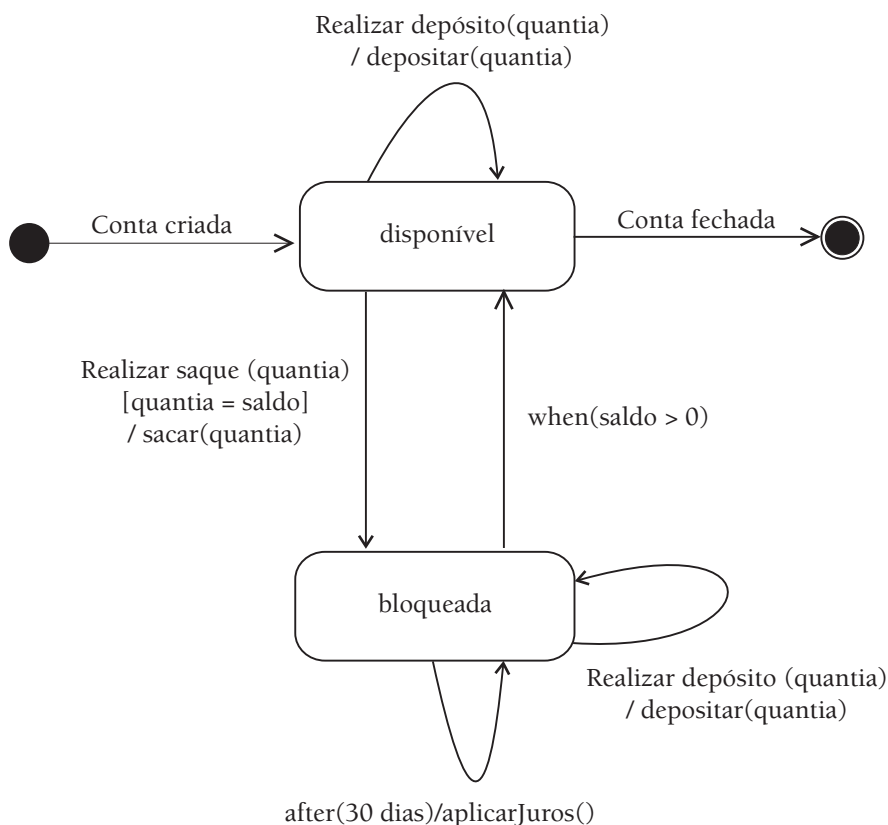 Realizar depósito(quantia)
/ depositar(quantia)
Conta criada
disponível
Conta fechada
Realizar saque (quantia)
[quantia = saldo]
/ sacar(quantia)
when(saldo > 0)
bloqueada
Realizar depósito (quantia)
/ depositar(quantia)
after(30 dias)/aplicarJuros()